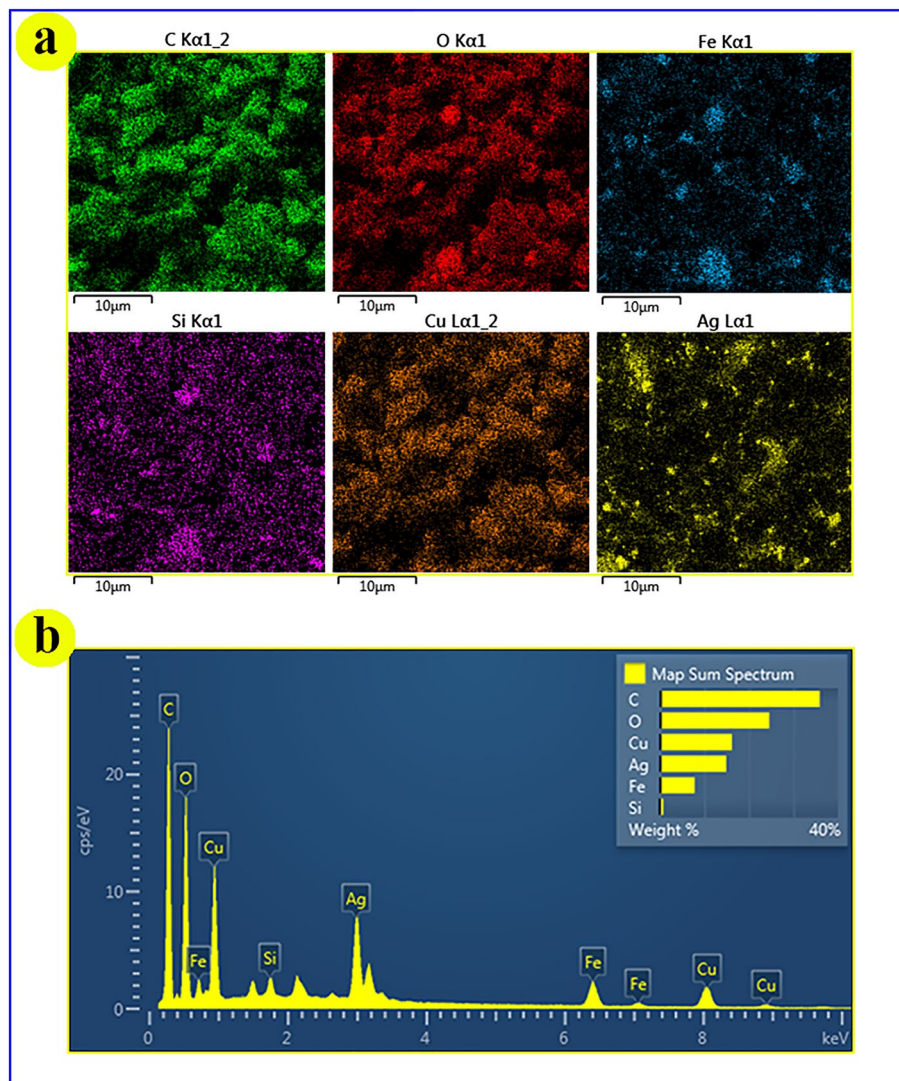 a
C Kα1_2
O Kα1
Fe Kα1
10μm
10μm
10μm
Si Kα1
Cu Lα1_2
Ag Lα1
10μm
10μm
10μm
b
Map Sum Spectrum
C
O
Cu
Ag
Fe
Si
Weight %
40%
cps/eV
20
10
0
C
O
Cu
Fe
Si
Ag
Fe
Fe
Cu
Cu
0
2
4
6
8
keV